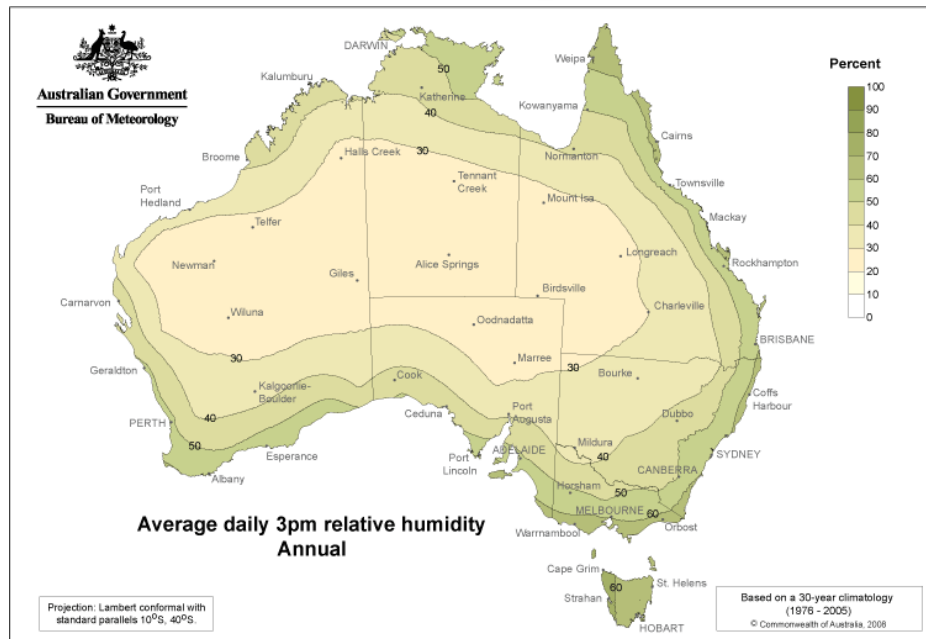 Australian Government
Bureau of Meteorology
DARWIN
Weipa
Percent
Kalumburu
50
Katherine
Kowanyama
40
Cairns
Broome
Halls Creek
30
Normanton
Tennant
Creek
Townsville
Port
Hedland
Mount Isa
Mackay
Telfer
Longreach
Rockhampton
Newman
Giles
Alice Springs
Birdsville
Carnarvon
Wiluna
Oodnadatta
Charleville
BRISBANE
30
Marree
30
Geraldton
Bourke
Kalgoorlie-
Boulder
Cook
Coffs
Harbour
PERTH
40
Ceduna
Port
Augusta
Dubbo
50
Esperance
Port
Lincoln
ADELAIDE
Mildura
40
SYDNEY
Albany
CANBERRA
Horsham
50
MELBOURNE
60
Warrnambool
Orbost
Average daily 3pm relative humidity
Annual
Cape Grim
60
St. Helens
Strahan
HOBART
100
90
80
70
60
50
40
30
20
10
0
Projection: Lambert conformal with
standard parallels 10°S, 40°S.
Based on a 30-year climatology
(1976 - 2005)
© Commonwealth of Australia, 2008